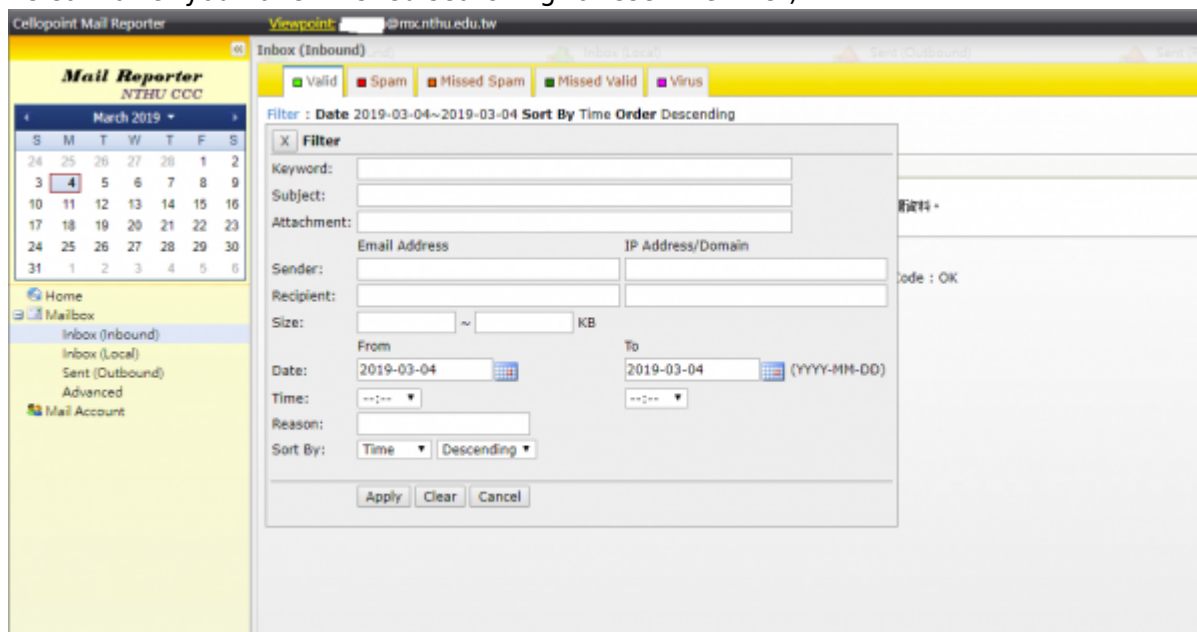 Cellopoint Mail Reporter
Viewpoint: @mx.nthu.edu.tw
Inbox (Inbound)
Inbox (Local)
Sent (Outbound)
Mail Reporter
NTHU CCC
Valid Spam Missed Spam Missed Valid Virus
March 2019
Filter : Date 2019-03-04~2019-03-04 Sort By Time Order Descending
S M T W T F S
24 25 26 27 28 1 2
3 4 5 6 7 8 9
10 11 12 13 14 15 16
17 18 19 20 21 22 23
24 25 26 27 28 29 30
31 1 2 3 4 5 6
Home
Mailbox
Inbox (Inbound)
Inbox (Local)
Sent (Outbound)
Advanced
Mail Account
X Filter
Keyword:
Subject:
Attachment:
Email Address IP Address/Domain
Sender:
Recipient:
Size: ~ KB
From To
Date: 2019-03-04 2019-03-04 (YYYY-MM-DD)
Time: --:-- --:--
Reason:
Sort By: Time Descending
Apply Clear Cancel
資料。
Code : OK